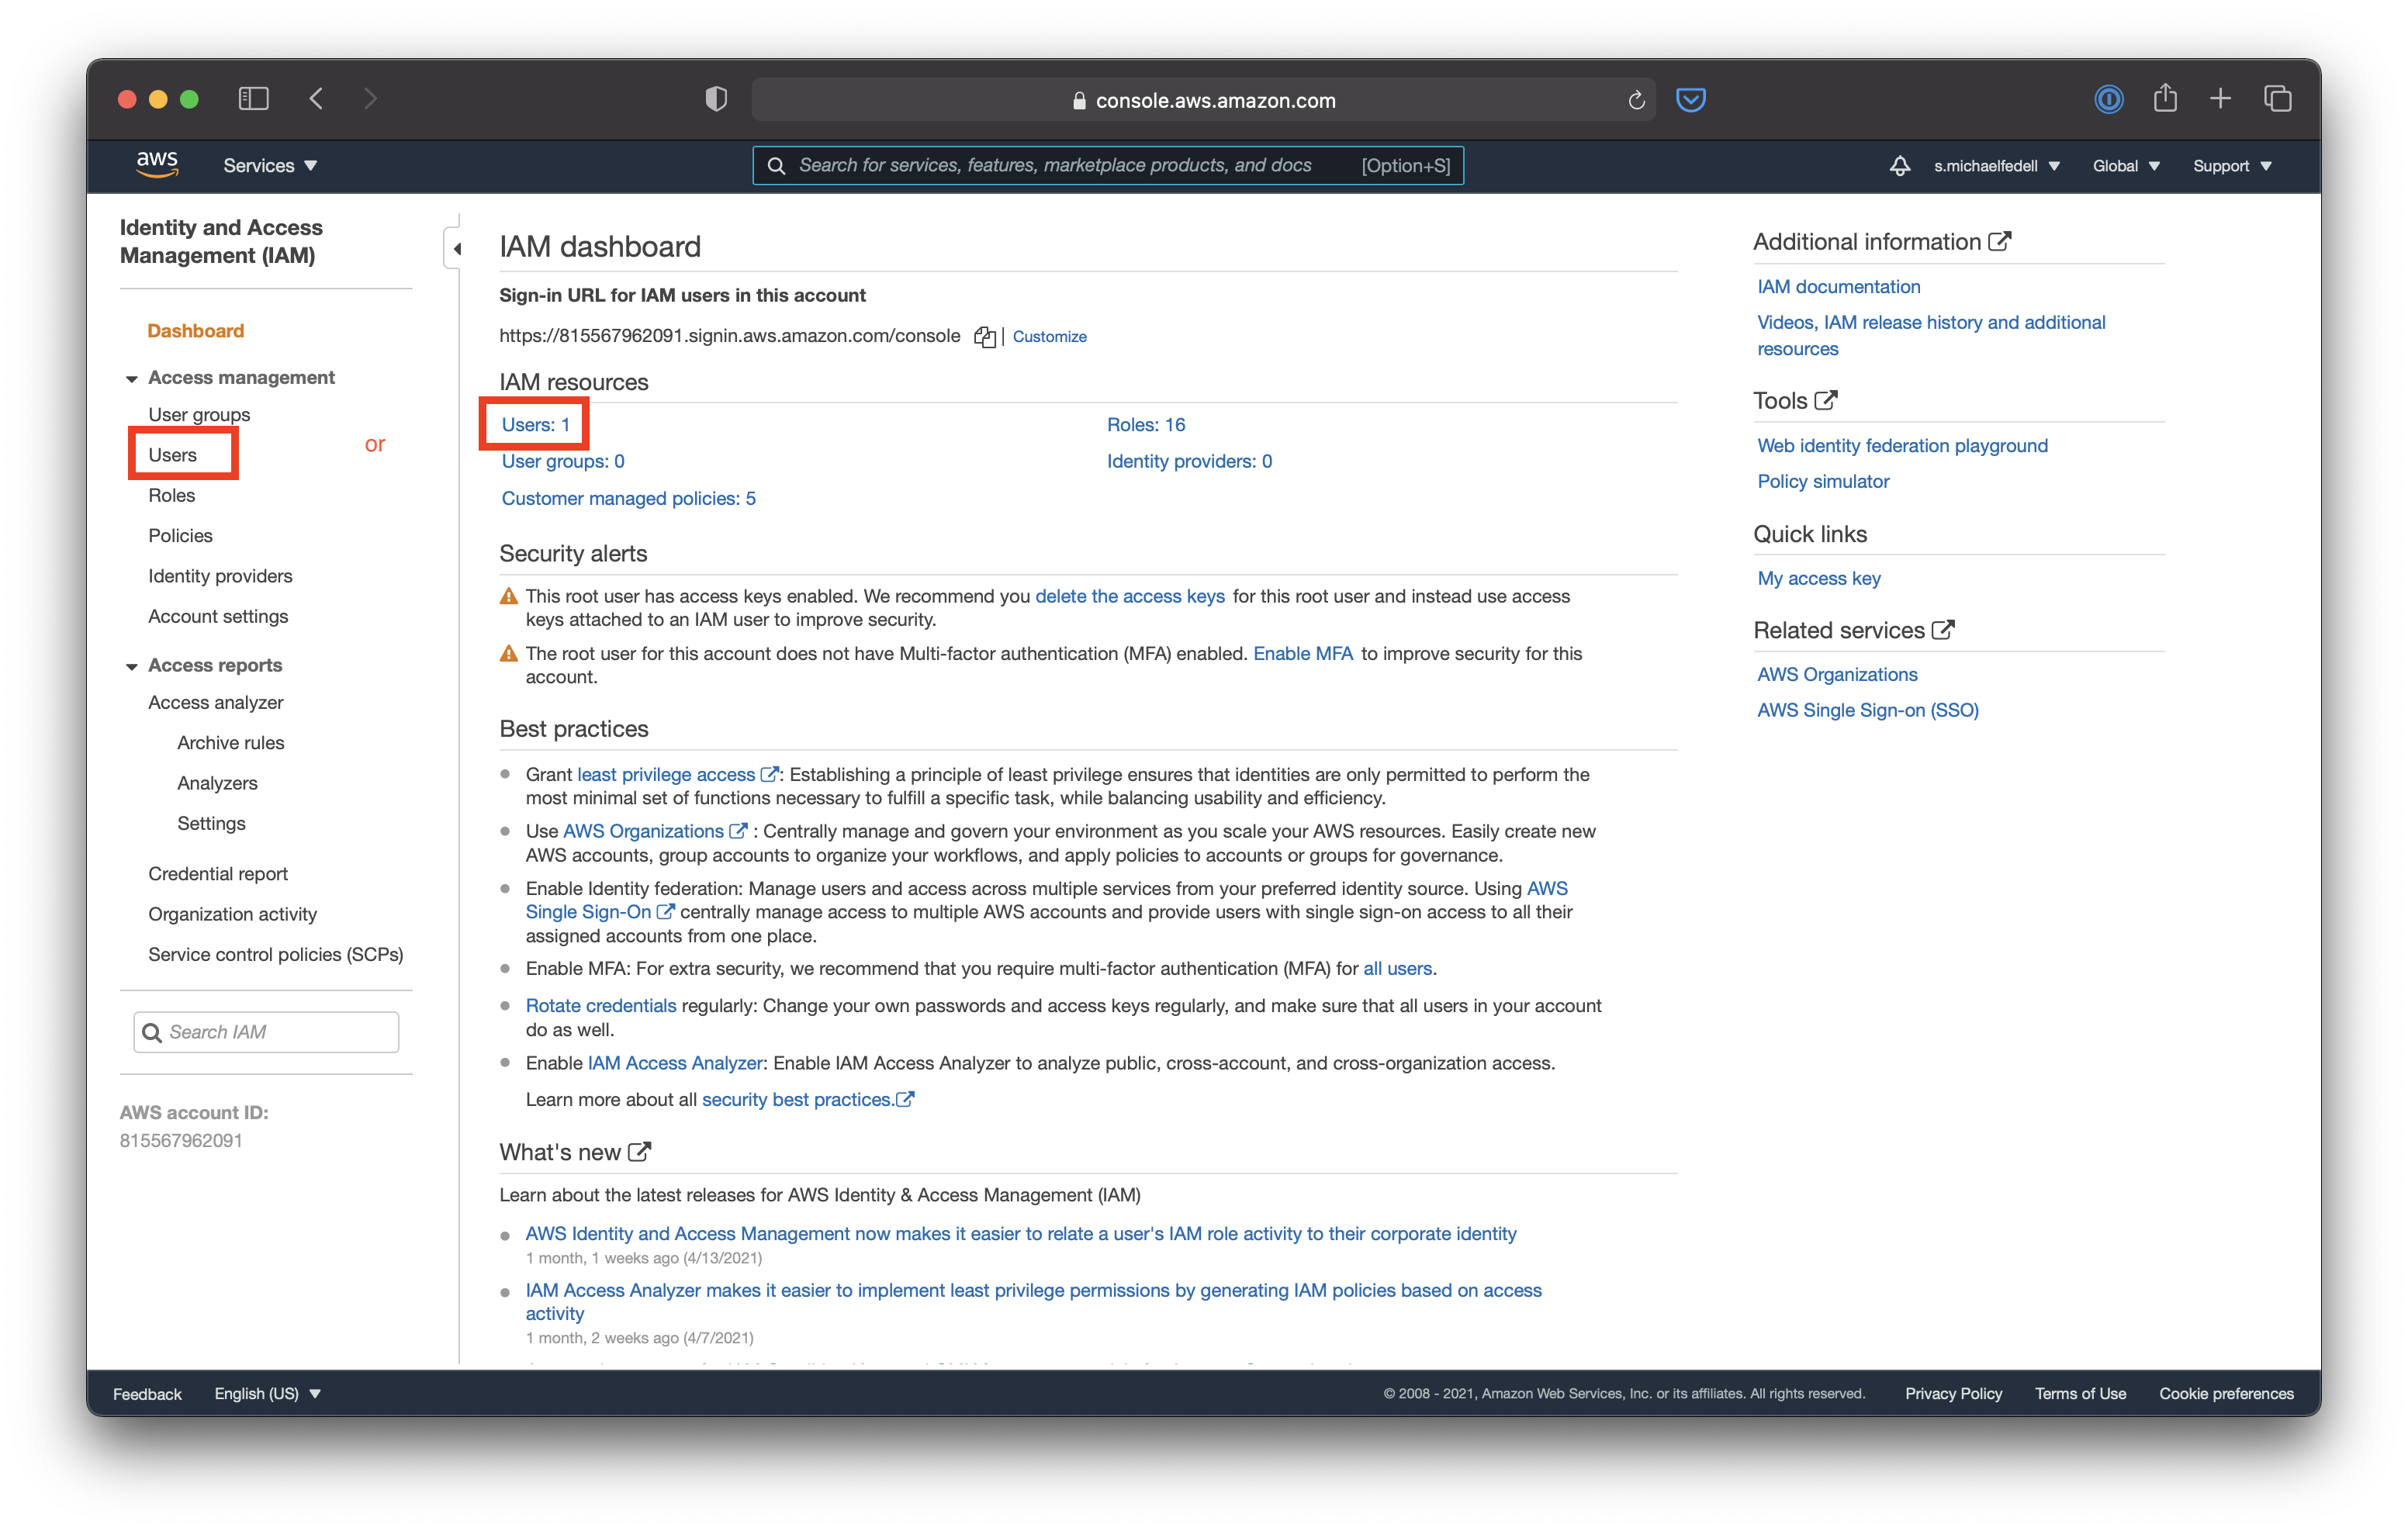 console.aws.amazon.com
aws
Services
Search for services, features, marketplace products, and docs
[Option+S]
s.michaelfedell
Global
Support
Identity and Access
Management (IAM)
Dashboard
Access management
User groups
Users
or
Roles
Policies
Identity providers
Account settings
Access reports
Access analyzer
Archive rules
Analyzers
Settings
Credential report
Organization activity
Service control policies (SCPs)
Search IAM
AWS account ID:
815567962091
IAM dashboard
Sign-in URL for IAM users in this account
https://815567962091.signin.aws.amazon.com/console | Customize
IAM resources
Users: 1
Roles: 16
User groups: 0
Identity providers: 0
Customer managed policies: 5
Security alerts
This root user has access keys enabled. We recommend you delete the access keys for this root user and instead use access
keys attached to an IAM user to improve security.
The root user for this account does not have Multi-factor authentication (MFA) enabled. Enable MFA to improve security for this
account.
Best practices
Grant least privilege access : Establishing a principle of least privilege ensures that identities are only permitted to perform the
most minimal set of functions necessary to fulfill a specific task, while balancing usability and efficiency.
Use AWS Organizations : Centrally manage and govern your environment as you scale your AWS resources. Easily create new
AWS accounts, group accounts to organize your workflows, and apply policies to accounts or groups for governance.
Enable Identity federation: Manage users and access across multiple services from your preferred identity source. Using AWS
Single Sign-On centrally manage access to multiple AWS accounts and provide users with single sign-on access to all their
assigned accounts from one place.
Enable MFA: For extra security, we recommend that you require multi-factor authentication (MFA) for all users.
Rotate credentials regularly: Change your own passwords and access keys regularly, and make sure that all users in your account
do as well.
Enable IAM Access Analyzer: Enable IAM Access Analyzer to analyze public, cross-account, and cross-organization access.
Learn more about all security best practices.
What's new
Learn about the latest releases for AWS Identity & Access Management (IAM)
AWS Identity and Access Management now makes it easier to relate a user's IAM role activity to their corporate identity
1 month, 1 weeks ago (4/13/2021)
IAM Access Analyzer makes it easier to implement least privilege permissions by generating IAM policies based on access
activity
1 month, 2 weeks ago (4/7/2021)
Additional information
IAM documentation
Videos, IAM release history and additional
resources
Tools
Web identity federation playground
Policy simulator
Quick links
My access key
Related services
AWS Organizations
AWS Single Sign-on (SSO)
Feedback
English (US)
© 2008 - 2021, Amazon Web Services, Inc. or its affiliates. All rights reserved.
Privacy Policy
Terms of Use
Cookie preferences